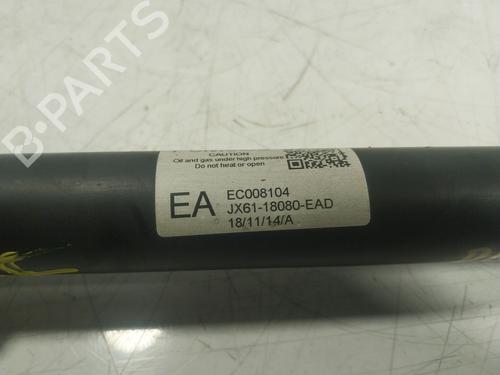 B-PARTS
CAUTION
Oil and gas under high pressure
Do not heat or open
EA
EC008104
JX61-18080-EAD
18/11/14/A